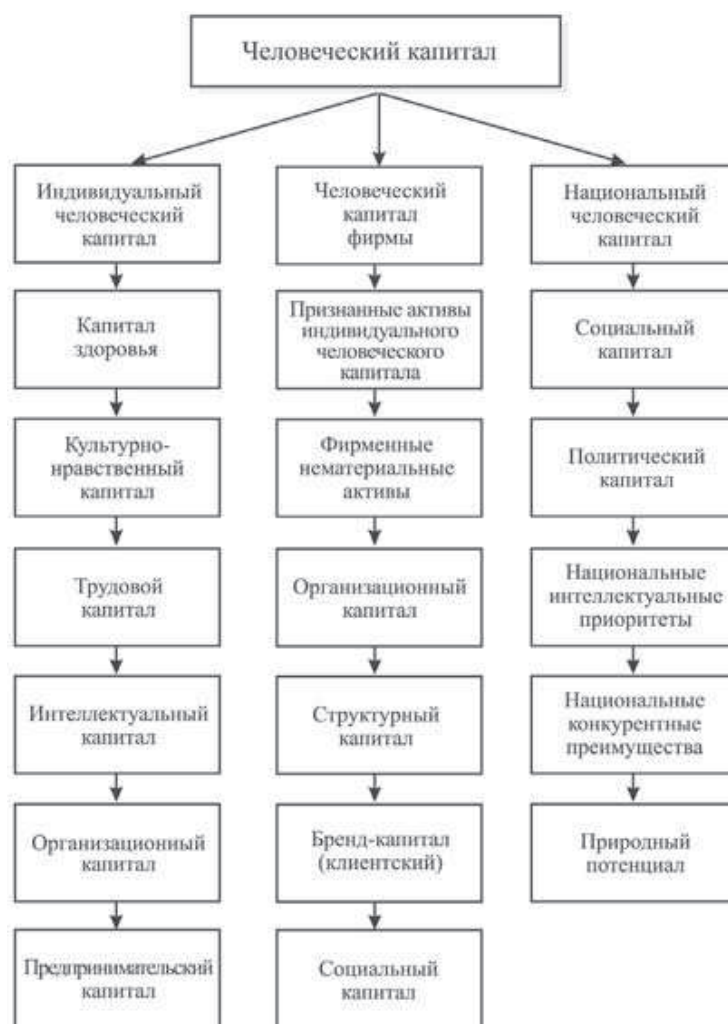 Человеческий капитал
Индивидуальный
человеческий
капитал
Капитал
здоровья
Культурно-
нравственный
капитал
Трудовой
капитал
Интеллектуальный
капитал
Организационный
капитал
Предпринимательский
капитал
Человеческий
капитал
фирмы
Признанные активы
индивидуального
человеческого
капитала
Фирменные
нематериальные
активы
Организационный
капитал
Структурный
капитал
Бренд-капитал
(клиентский)
Социальный
капитал
Национальный
человеческий
капитал
Социальный
капитал
Политический
капитал
Национальные
интеллектуальные
приоритеты
Национальные
конкурентные
преимущества
Природный
потенциал